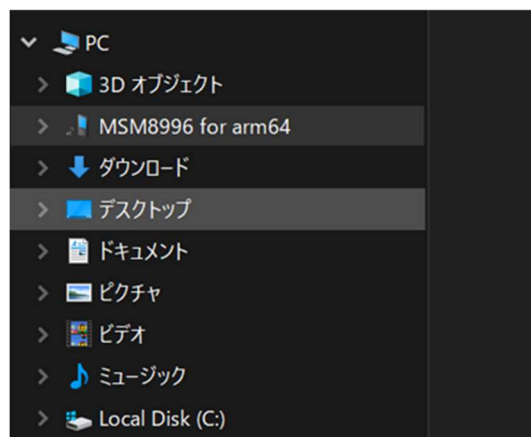 PC
3D オブジェクト
MSM8996 for arm64
ダウンロード
デスクトップ
ドキュメント
ピクチャ
ビデオ
ミュージック
Local Disk (C:)